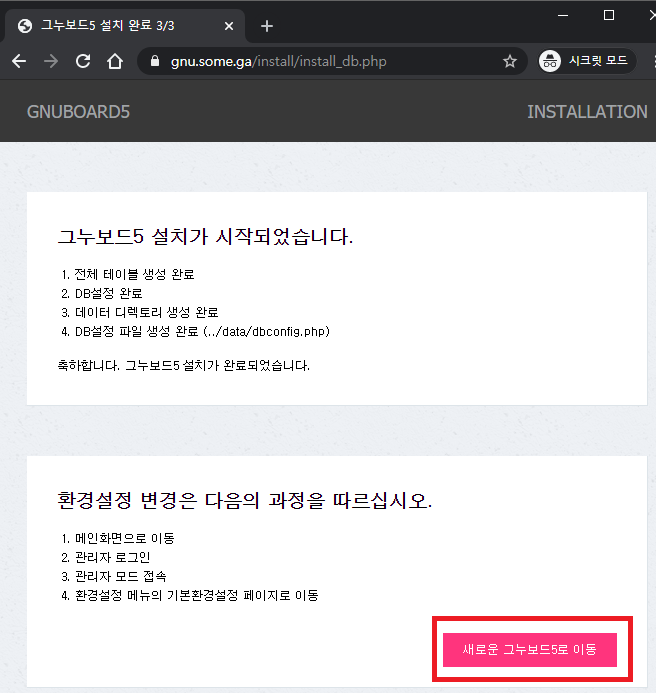 그누보드5 설치 완료 3/3
gnu.some.ga/install/install_db.php
시크릿 모드
GNUBOARD5
INSTALLATION
그누보드5 설치가 시작되었습니다.
1. 전체 테이블 생성 완료
2. DB설정 완료
3. 데이터 디렉토리 생성 완료
4. DB설정 파일 생성 완료 (../data/dbconfig.php)
축하합니다. 그누보드5 설치가 완료되었습니다.
환경설정 변경은 다음의 과정을 따르십시오.
1. 메인화면으로 이동
2. 관리자 로그인
3. 관리자 모드 접속
4. 환경설정 메뉴의 기본환경설정 페이지로 이동
새로운 그누보드5로 이동